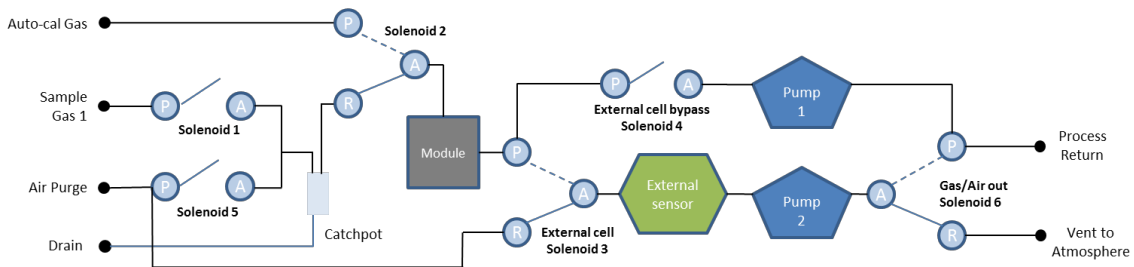 Auto-cal Gas
P
Solenoid 2
A
Sample
Gas 1
P
A
Solenoid 1
R
P
A
External cell bypass
Solenoid 4
Pump
1
Module
P
P
Process
Return
Air Purge
P
A
Solenoid 5
A
External
sensor
Pump
2
A
Gas/Air out
Solenoid 6
R
External cell
Solenoid 3
R
Drain
Catchpot
Vent to
Atmosphere